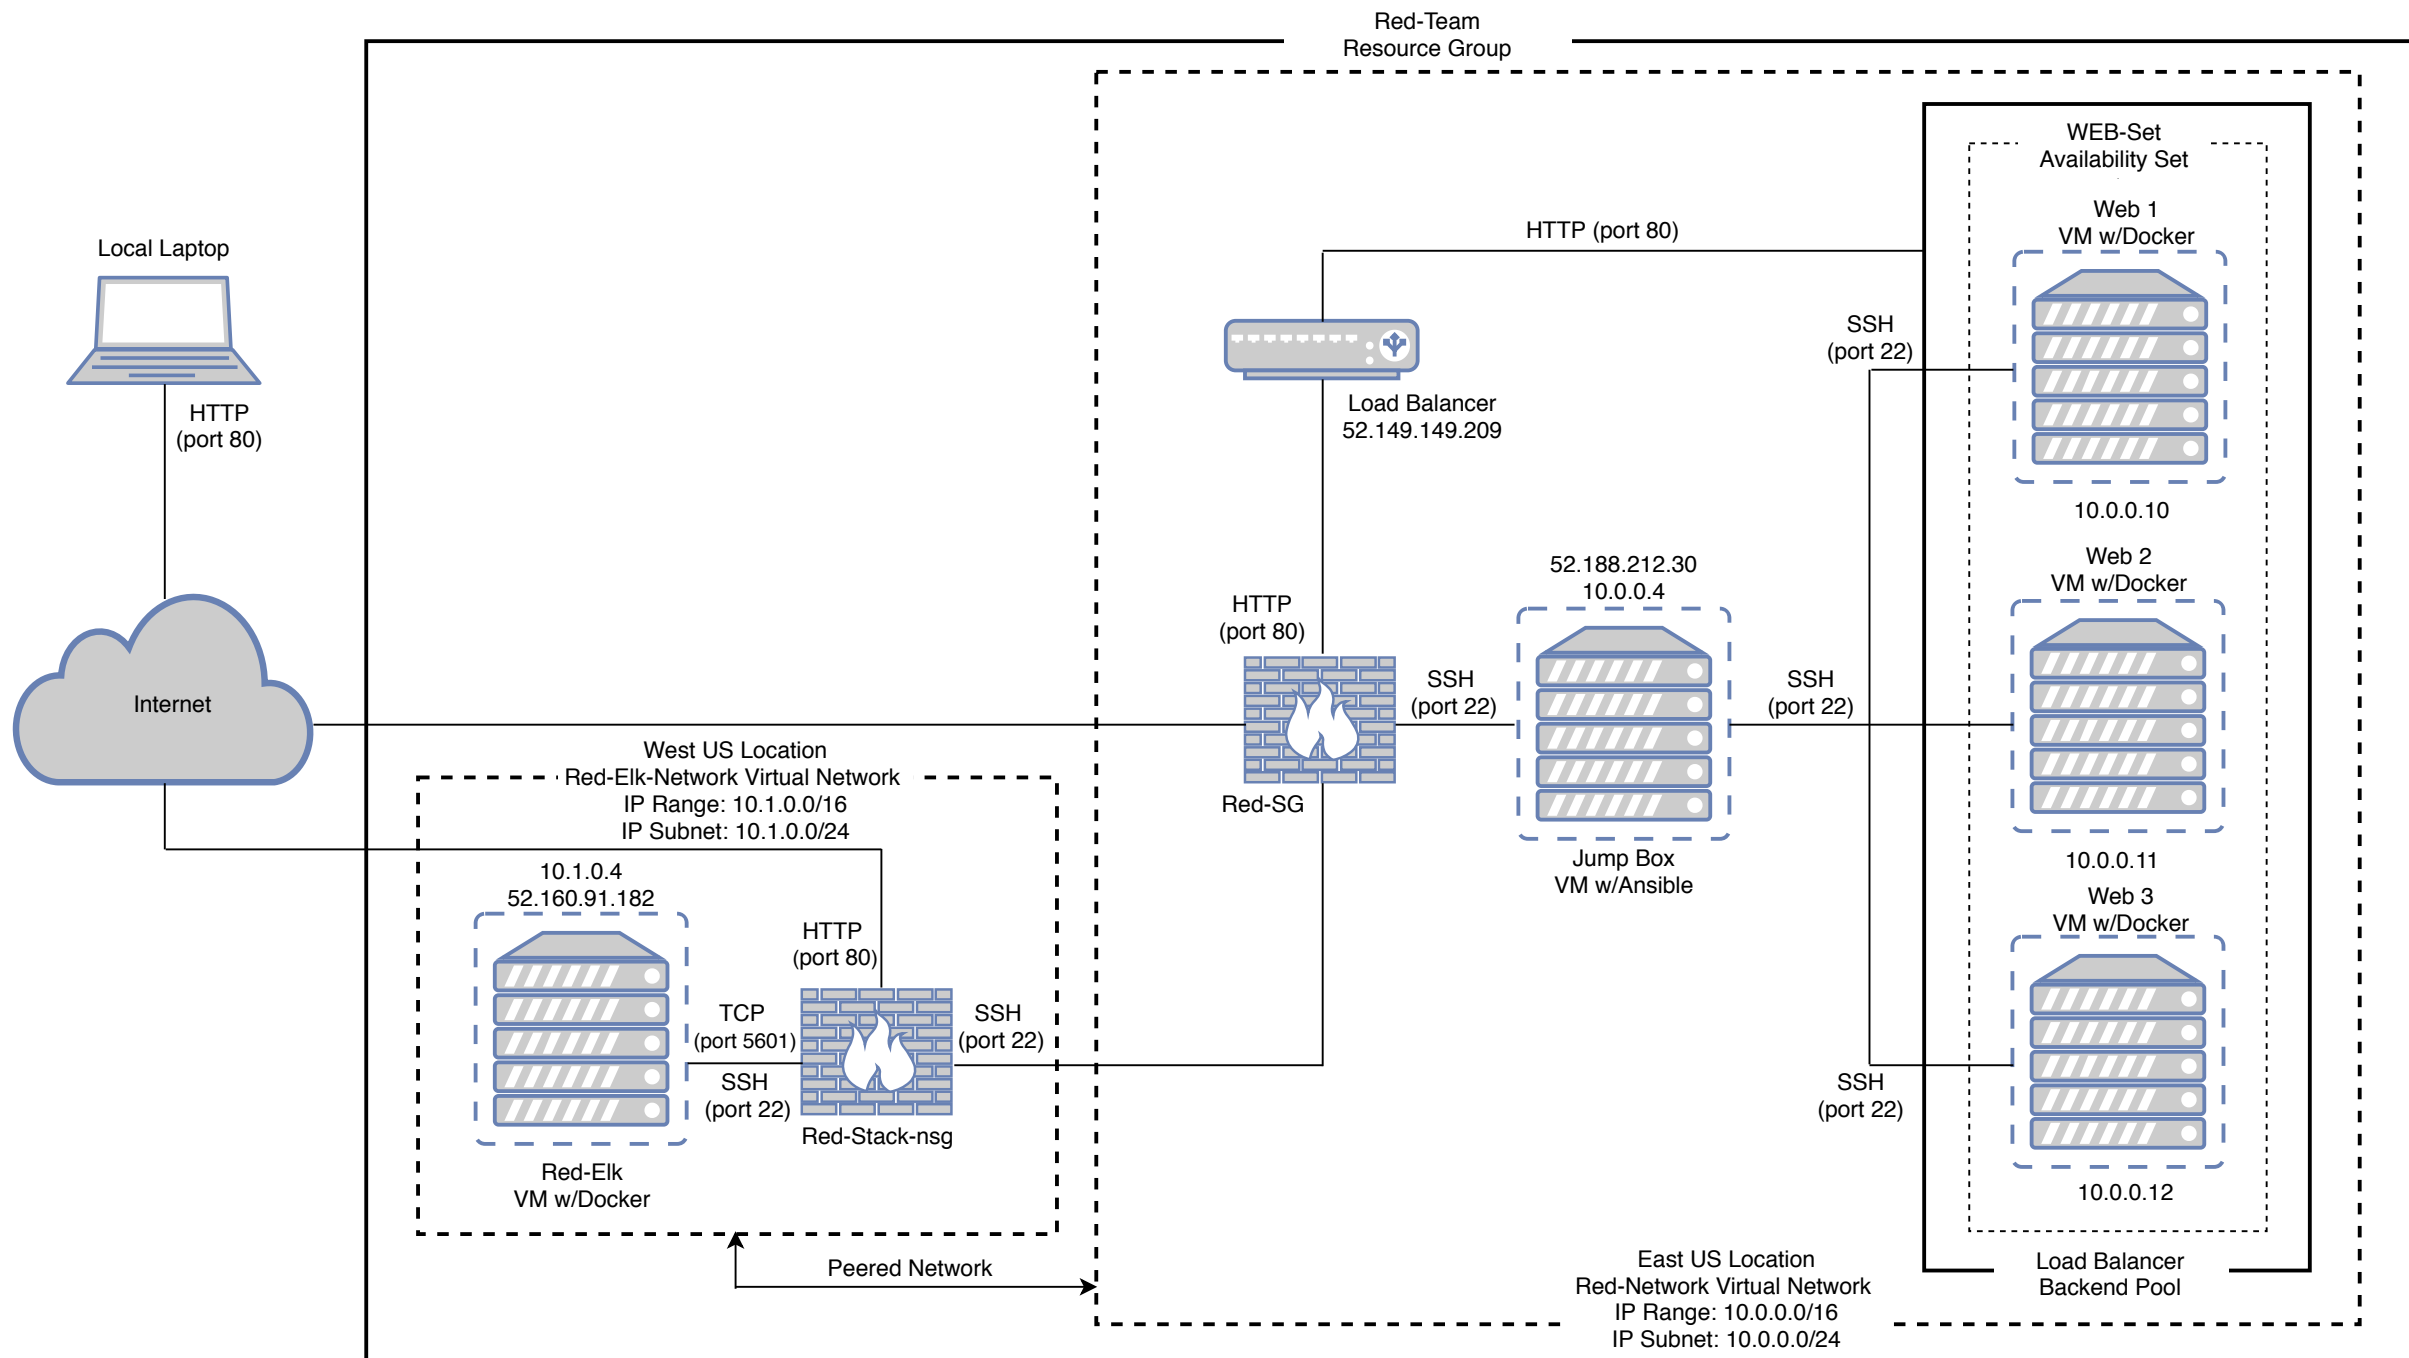 Red-Team
Resource Group
WEB-Set
Availability Set
Web 1
VM w/Docker
HTTP (port 80)
Local Laptop
SSH
(port 22)
Load Balancer
52.149.149.209
HTTP
(port 80)
10.0.0.10
52.188.212.30
10.0.0.4
Web 2
VM w/Docker
HTTP
(port 80)
SSH
(port 22)
SSH
(port 22)
Internet
West US Location
Red-Elk-Network Virtual Network
IP Range: 10.1.0.0/16
IP Subnet: 10.1.0.0/24
Red-SG
Jump Box
VM w/Ansible
10.0.0.11
10.1.0.4
52.160.91.182
Web 3
VM w/Docker
HTTP
(port 80)
TCP
(port 5601)
SSH
(port 22)
SSH
(port 22)
SSH
(port 22)
Red-Stack-nsg
Red-Elk
VM w/Docker
10.0.0.12
Peered Network
East US Location
Red-Network Virtual Network
IP Range: 10.0.0.0/16
IP Subnet: 10.0.0.0/24
Load Balancer
Backend Pool